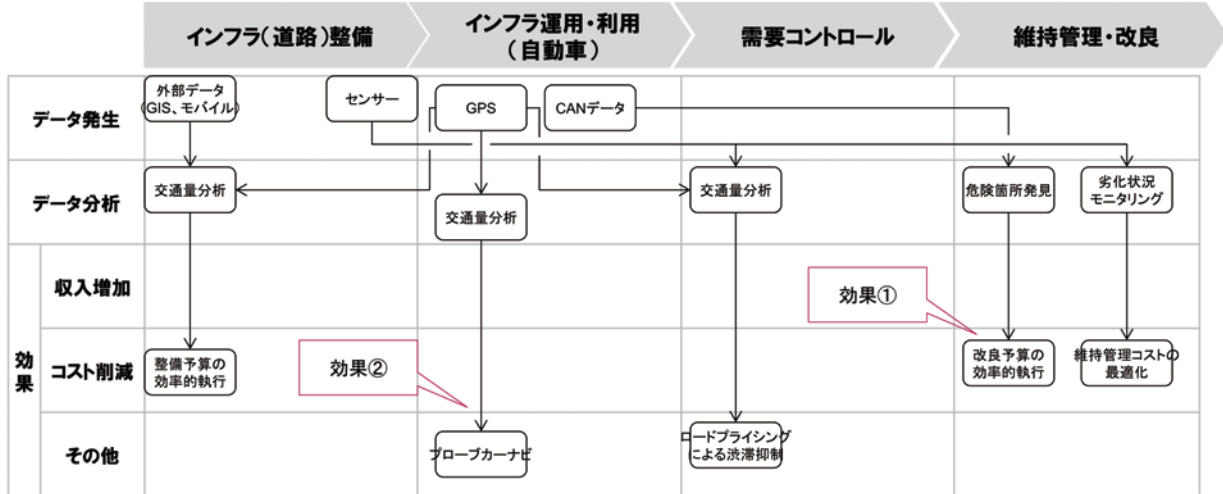 インフラ(道路)整備
インフラ運用・利用
(自動車)
需要コントロール
維持管理・改良
データ発生
外部データ
(GIS、モバイル)
センサー
GPS
CANデータ
データ分析
交通量分析
交通量分析
交通量分析
危険箇所発見
劣化状況
モニタリング
効果
収入増加
効果①
コスト削減
整備予算の
効率的執行
効果②
改良予算の
効率的執行
維持管理コストの
最適化
その他
プローブカーナビ
ロードプライシング
による渋滞抑制